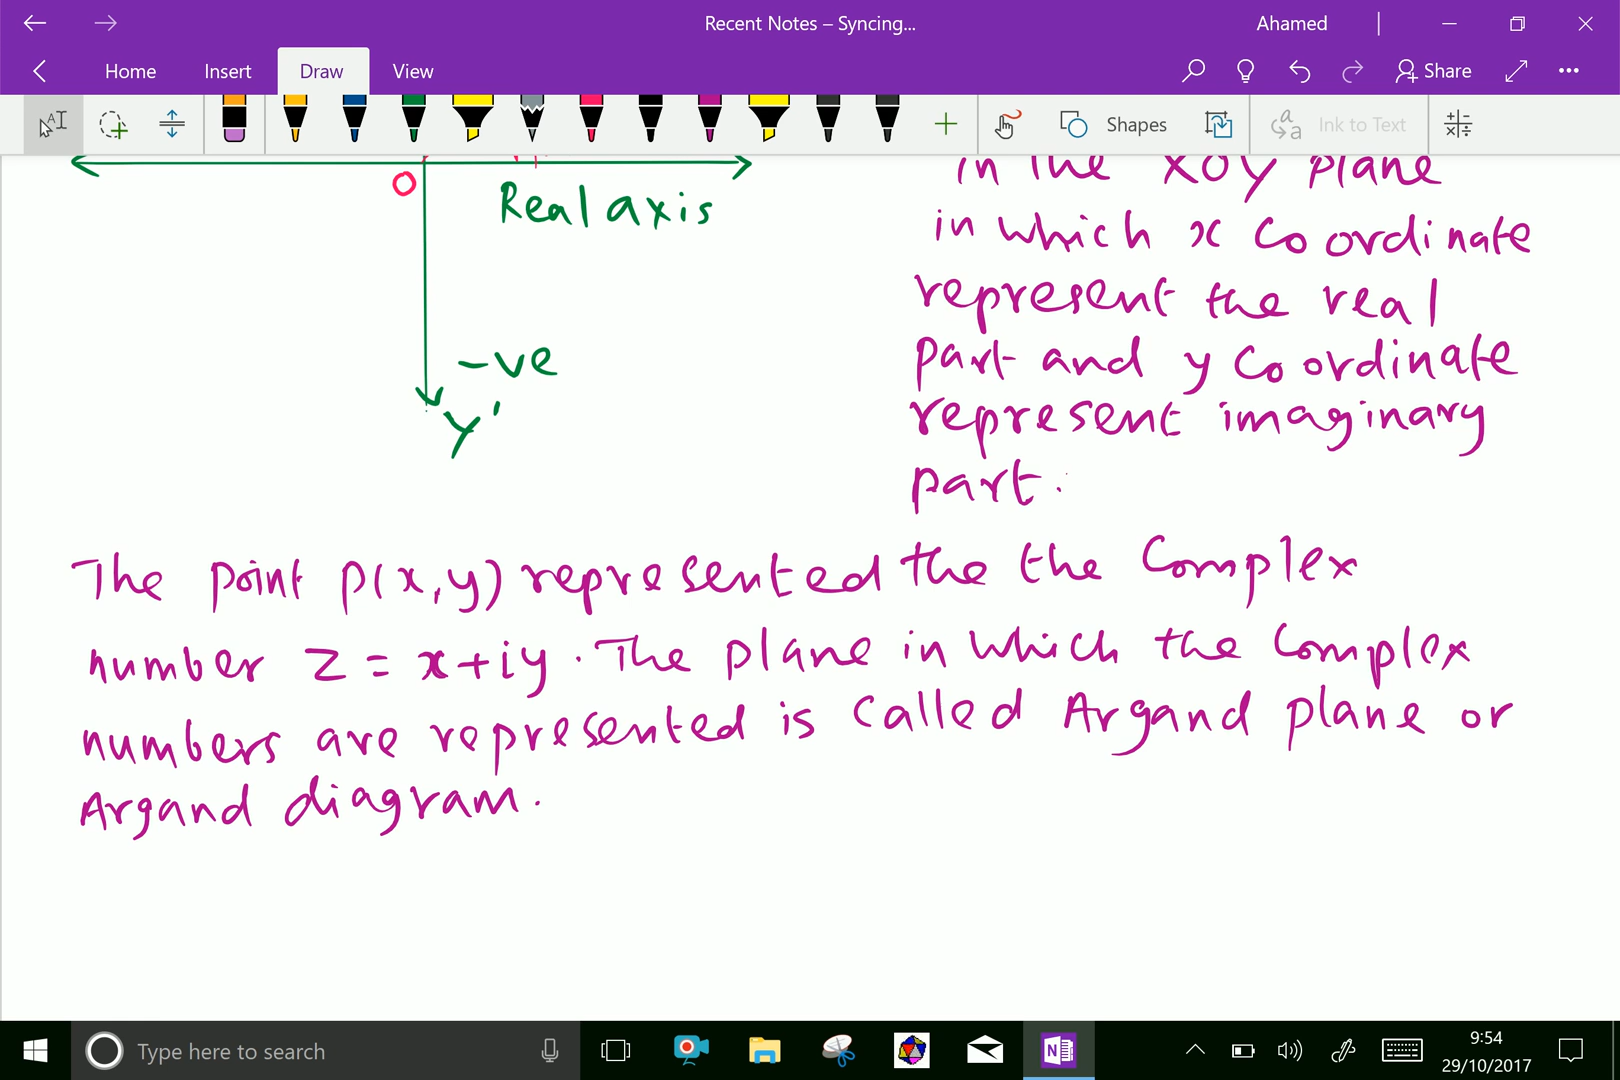 Recent Notes – Syncing...
Ahamed
Home
Insert
Draw
View
Share
Shapes
Ink to Text
in the XOY plane
O
Real axis
in which x coordinate
represent the real
-ve
part and y coordinate
Y'
represent imaginary
part.
The point P(x,y) represented the the complex
number z = x+iy. The plane in which the complex
numbers are represented is called Argand plane or
Argand diagram.
Type here to search
9:54
29/10/2017